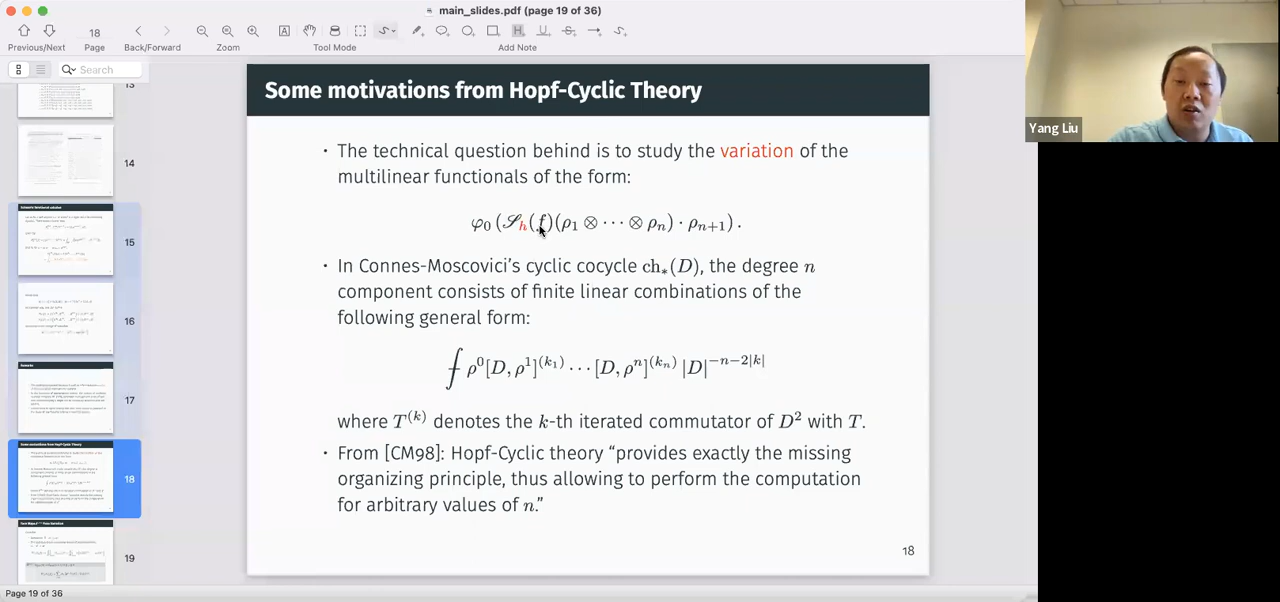 main_slides.pdf (page 19 of 36)
18
Previous/Next
Page
Back/Forward
Zoom
Tool Mode
Add Note
Search
13
14
15
16
17
18
19
Some motivations from Hopf-Cyclic Theory
· The technical question behind is to study the variation of the
multilinear functionals of the form:
φ₀ (𝒮ₕ(f)(ρ₁ ⊗ ··· ⊗ ρₙ) · ρₙ₊₁) .
· In Connes-Moscovici's cyclic cocycle ch∗(D), the degree n
component consists of finite linear combinations of the
following general form:
⨍ ρ⁰[D, ρ¹]^(k₁) ··· [D, ρⁿ]^(kₙ) |D|^−n−2|k|
where T^(k) denotes the k-th iterated commutator of D² with T.
· From [CM98]: Hopf-Cyclic theory “provides exactly the missing
organizing principle, thus allowing to perform the computation
for arbitrary values of n.”
18
Page 19 of 36
Yang Liu